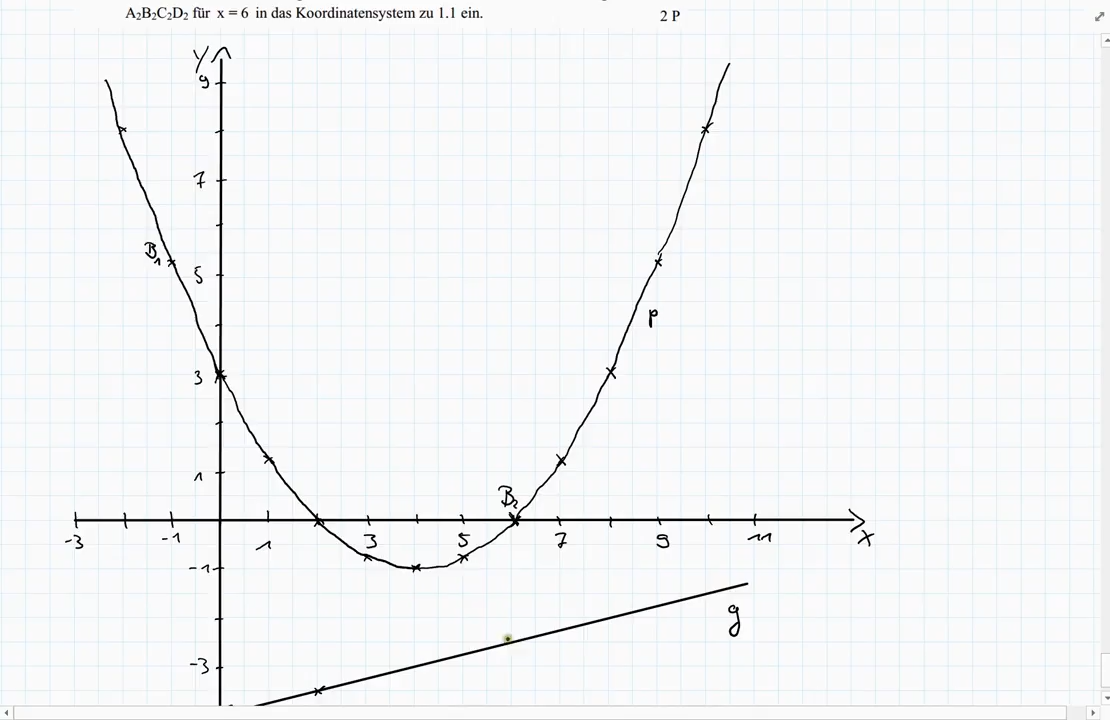 A₂B₂C₂D₂ für x = 6 in das Koordinatensystem zu 1.1 ein. 2 P
y
9
7
B₁
5
p
3
1
B₂
-3 -1 1 3 5 7 9 11 x
-1
g
-3